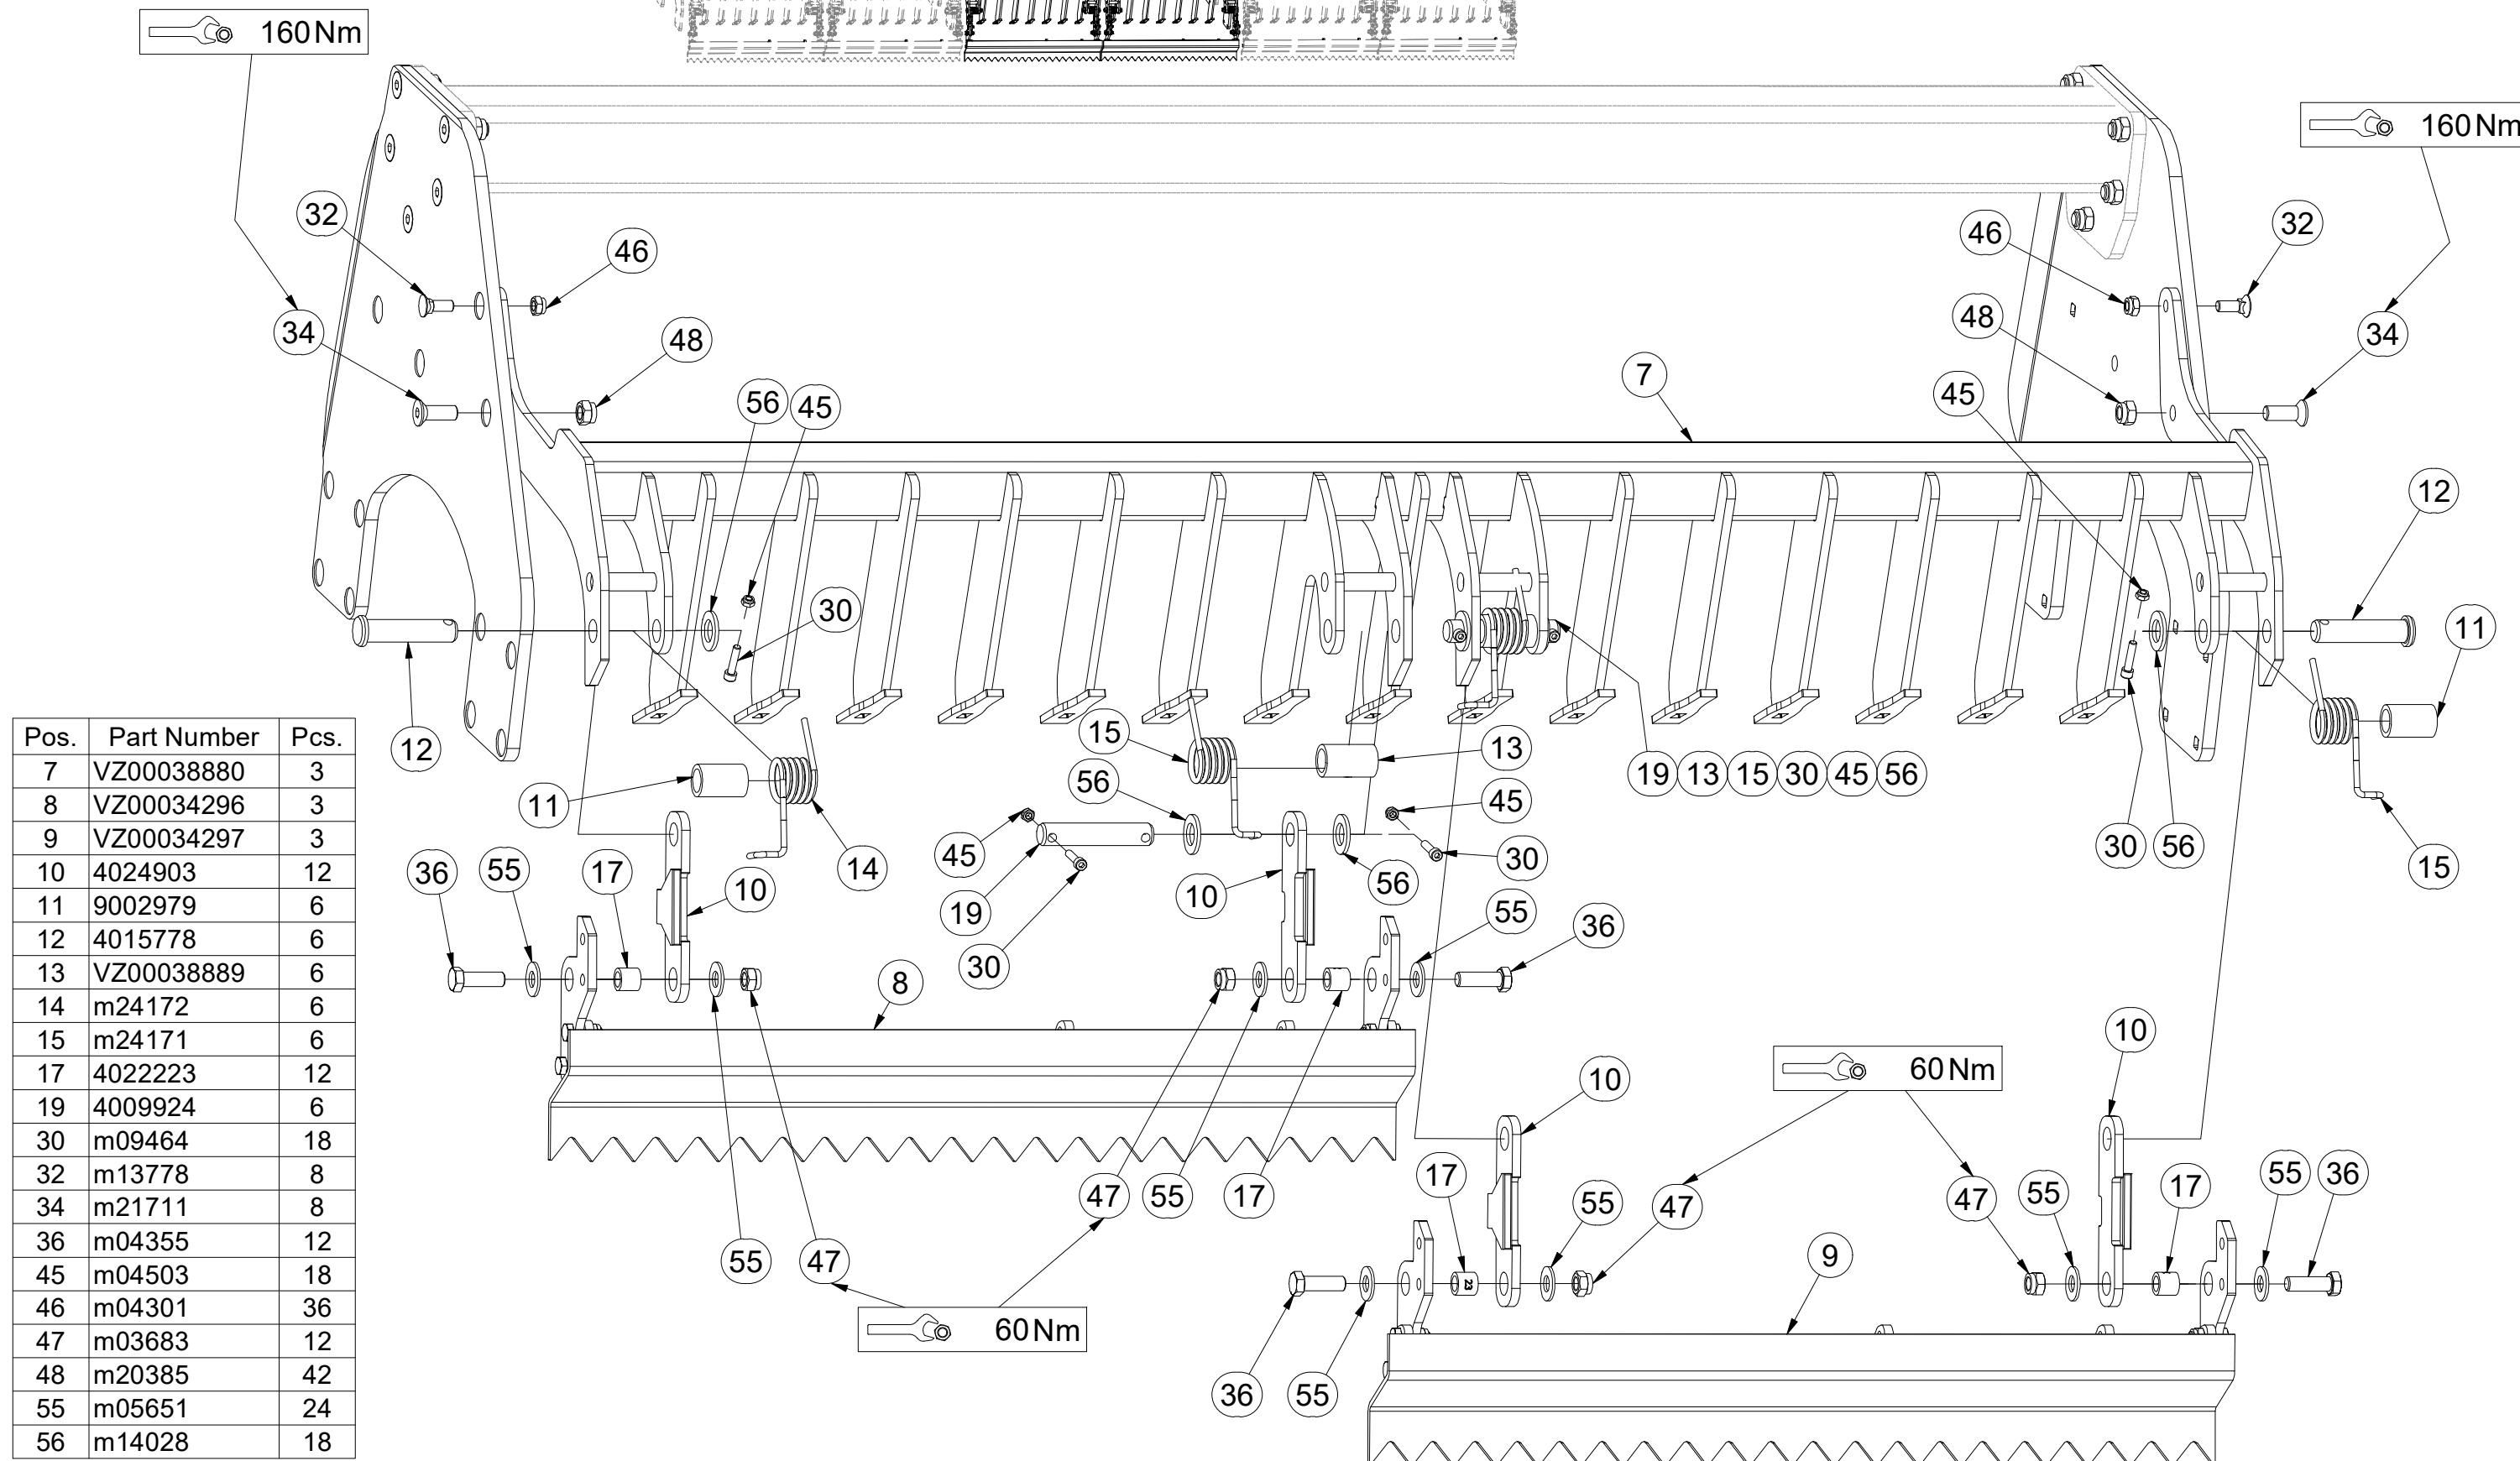 160 Nm
160 Nm
32
46
34
48
56
45
7
46
32
48
34
45
12
30
12
11
15
13
19 13 15 30 45 56
11
56
45
14
45
19
30
56
30
10
30
56
15
36
55
17
10
55
36
8
10
60 Nm
10
47
55
17
17
55
47
47
55
17
55
36
55
47
60 Nm
9
23
36
55
Pos. Part Number Pcs.
7 VZ00038880 3
8 VZ00034296 3
9 VZ00034297 3
10 4024903 12
11 9002979 6
12 4015778 6
13 VZ00038889 6
14 m24172 6
15 m24171 6
17 4022223 12
19 4009924 6
30 m09464 18
32 m13778 8
34 m21711 8
36 m04355 12
45 m04503 18
46 m04301 36
47 m03683 12
48 m20385 42
55 m05651 24
56 m14028 18